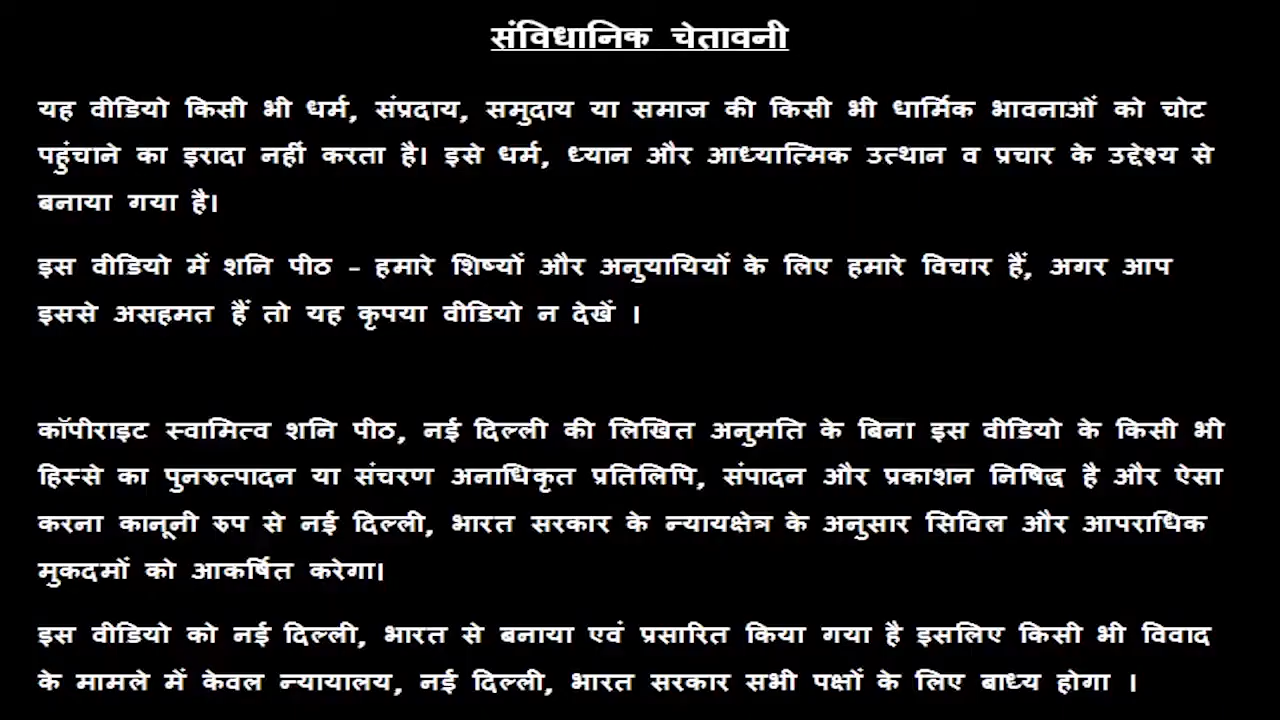 संविधानिक चेतावनी
यह वीडियो किसी भी धर्म, संप्रदाय, समुदाय या समाज की किसी भी धार्मिक भावनाओं को चोट
पहुंचाने का इरादा नहीं करता है। इसे धर्म, ध्यान और आध्यात्मिक उत्थान व प्रचार के उद्देश्य से
बनाया गया है।
इस वीडियो में शनि पीठ – हमारे शिष्यों और अनुयायियों के लिए हमारे विचार हैं, अगर आप
इससे असहमत हैं तो यह कृपया वीडियो न देखें ।
कॉपीराइट स्वामित्व शनि पीठ, नई दिल्ली की लिखित अनुमति के बिना इस वीडियो के किसी भी
हिस्से का पुनरुत्पादन या संचरण अनाधिकृत प्रतिलिपि, संपादन और प्रकाशन निषिद्ध है और ऐसा
करना कानूनी रुप से नई दिल्ली, भारत सरकार के न्यायक्षेत्र के अनुसार सिविल और आपराधिक
मुकदमों को आकर्षित करेगा।
इस वीडियो को नई दिल्ली, भारत से बनाया एवं प्रसारित किया गया है इसलिए किसी भी विवाद
के मामले में केवल न्यायालय, नई दिल्ली, भारत सरकार सभी पक्षों के लिए बाध्य होगा ।